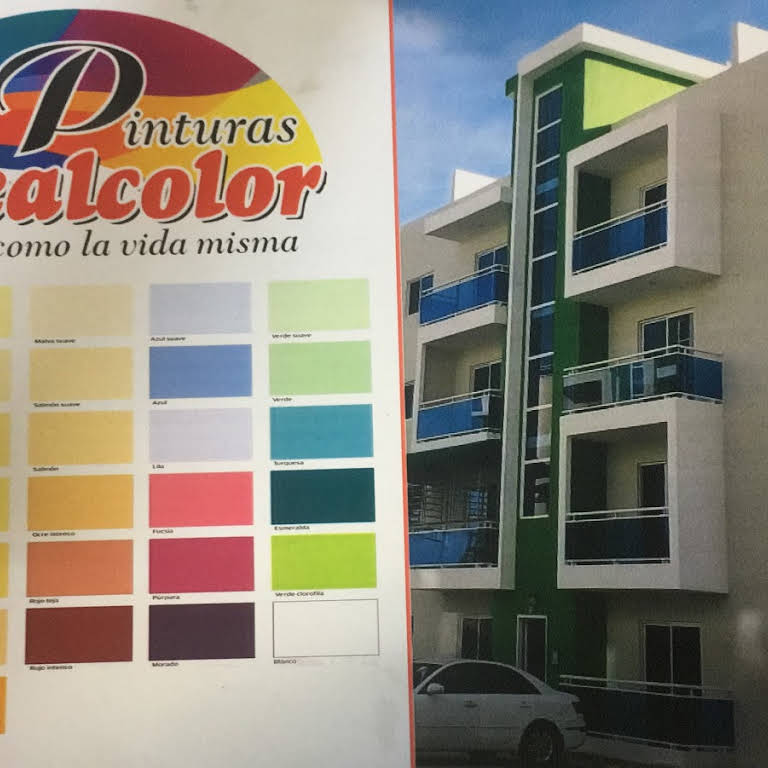 Pinturas
ealcolor
como la vida misma
Malva suave
Azul suave
Verde suave
Salmón suave
Azul
Verde
Salmón
Lila
Turquesa
Ocre
Fucsia
Esmeralda
Rojo teja
Púrpura
Verde clorofila
Rojo intenso
Morado
Blanco